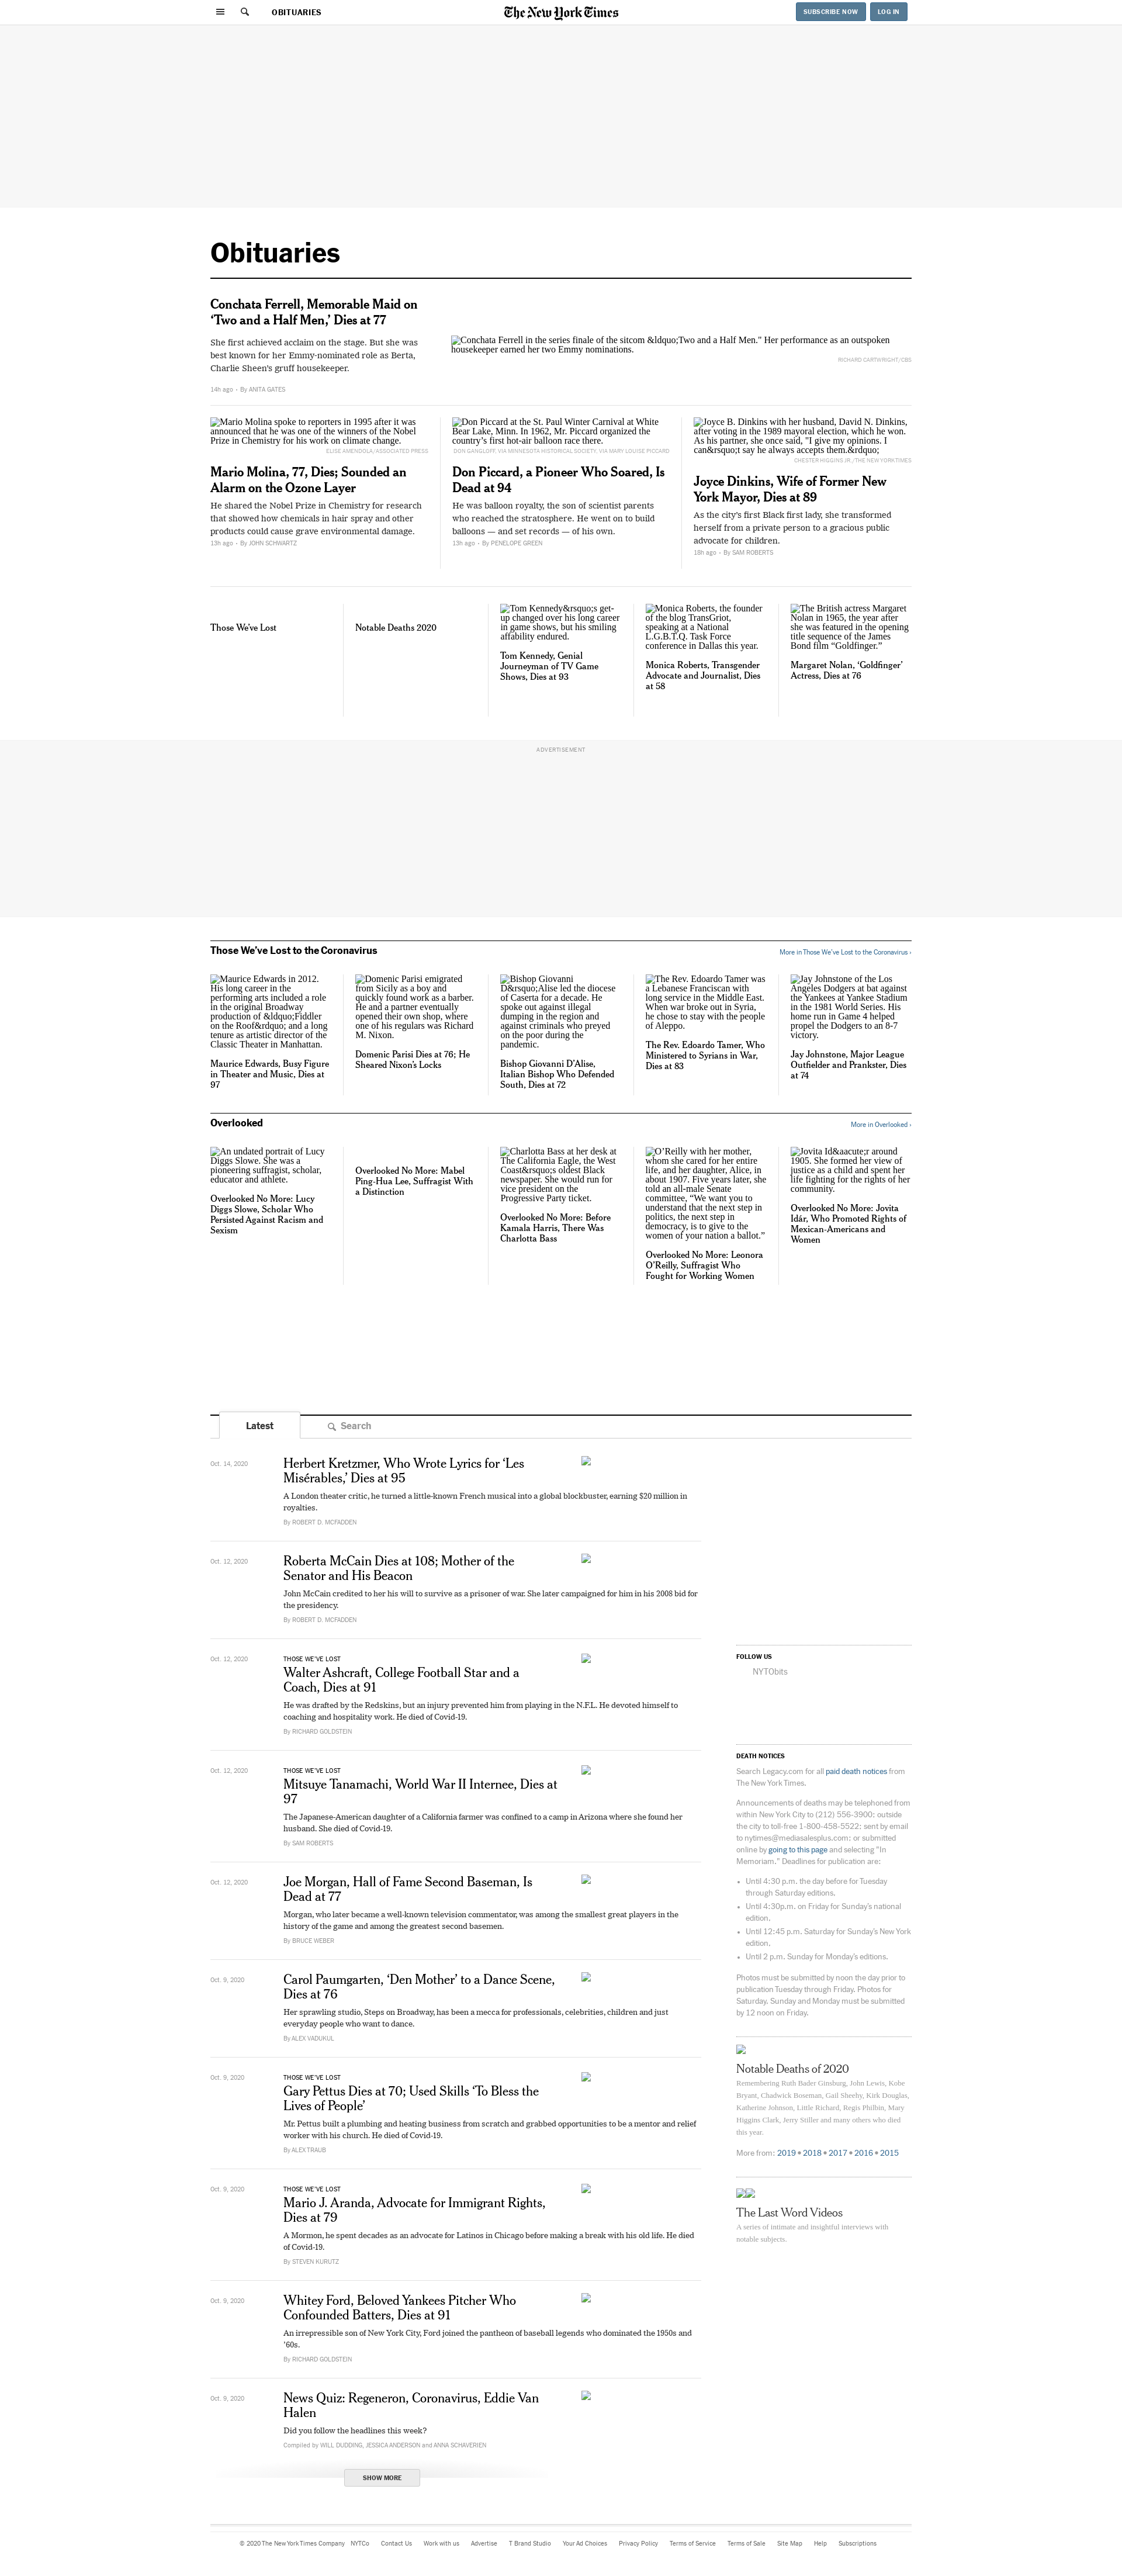 OBITUARIES
The New York Times
SUBSCRIBE NOW
LOG IN
Obituaries
Conchata Ferrell, Memorable Maid on
‘Two and a Half Men,’ Dies at 77
She first achieved acclaim on the stage. But she was
best known for her Emmy-nominated role as Berta,
Charlie Sheen’s gruff housekeeper.
14h ago · By ANITA GATES
Conchata Ferrell in the series finale of the sitcom &ldquo;Two and a Half Men." Her performance as an outspoken
housekeeper earned her two Emmy nominations.
RICHARD CARTWRIGHT/CBS
Mario Molina spoke to reporters in 1995 after it was
announced that he was one of the winners of the Nobel
Prize in Chemistry for his work on climate change.
ELISE AMENDOLA/ASSOCIATED PRESS
Mario Molina, 77, Dies; Sounded an
Alarm on the Ozone Layer
He shared the Nobel Prize in Chemistry for research
that showed how chemicals in hair spray and other
products could cause grave environmental damage.
13h ago · By JOHN SCHWARTZ
Don Piccard at the St. Paul Winter Carnival at White
Bear Lake, Minn. In 1962, Mr. Piccard organized the
country’s first hot-air balloon race there.
DON GANGLOFF, VIA MINNESOTA HISTORICAL SOCIETY, VIA MARY LOUISE PICCARD
Don Piccard, a Pioneer Who Soared, Is
Dead at 94
He was balloon royalty, the son of scientist parents
who reached the stratosphere. He went on to build
balloons — and set records — of his own.
13h ago · By PENELOPE GREEN
Joyce B. Dinkins with her husband, David N. Dinkins,
after voting in the 1989 mayoral election, which he won.
As his partner, she once said, "I give my opinions. I
can&rsquo;t say he always accepts them.&rdquo;
CHESTER HIGGINS JR./THE NEW YORK TIMES
Joyce Dinkins, Wife of Former New
York Mayor, Dies at 89
As the city’s first Black first lady, she transformed
herself from a private person to a gracious public
advocate for children.
18h ago · By SAM ROBERTS
Those We’ve Lost
Notable Deaths 2020
Tom Kennedy&rsquo;s get-
up changed over his long career
in game shows, but his smiling
affability endured.
Tom Kennedy, Genial
Journeyman of TV Game
Shows, Dies at 93
Monica Roberts, the founder
of the blog TransGriot,
speaking at a National
L.G.B.T.Q. Task Force
conference in Dallas this year.
Monica Roberts, Transgender
Advocate and Journalist, Dies
at 58
The British actress Margaret
Nolan in 1965, the year after
she was featured in the opening
title sequence of the James
Bond film “Goldfinger.”
Margaret Nolan, ‘Goldfinger’
Actress, Dies at 76
ADVERTISEMENT
Those We’ve Lost to the Coronavirus
More in Those We’ve Lost to the Coronavirus ›
Maurice Edwards in 2012.
His long career in the
performing arts included a role
in the original Broadway
production of &ldquo;Fiddler
on the Roof&rdquo; and a long
tenure as artistic director of the
Classic Theater in Manhattan.
Maurice Edwards, Busy Figure
in Theater and Music, Dies at
97
Domenic Parisi emigrated
from Sicily as a boy and
quickly found work as a barber.
He and a partner eventually
opened their own shop, where
one of his regulars was Richard
M. Nixon.
Domenic Parisi Dies at 76; He
Sheared Nixon’s Locks
Bishop Giovanni
D&rsquo;Alise led the diocese
of Caserta for a decade. He
spoke out against illegal
dumping in the region and
against criminals who preyed
on the poor during the
pandemic.
Bishop Giovanni D’Alise,
Italian Bishop Who Defended
South, Dies at 72
The Rev. Edoardo Tamer was
a Lebanese Franciscan with
long service in the Middle East.
When war broke out in Syria,
he chose to stay with the people
of Aleppo.
The Rev. Edoardo Tamer, Who
Ministered to Syrians in War,
Dies at 83
Jay Johnstone of the Los
Angeles Dodgers at bat against
the Yankees at Yankee Stadium
in the 1981 World Series. His
home run in Game 4 helped
propel the Dodgers to an 8-7
victory.
Jay Johnstone, Major League
Outfielder and Prankster, Dies
at 74
Overlooked
More in Overlooked ›
An undated portrait of Lucy
Diggs Slowe. She was a
pioneering suffragist, scholar,
educator and athlete.
Overlooked No More: Lucy
Diggs Slowe, Scholar Who
Persisted Against Racism and
Sexism
Overlooked No More: Mabel
Ping-Hua Lee, Suffragist With
a Distinction
Charlotta Bass at her desk at
The California Eagle, the West
Coast&rsquo;s oldest Black
newspaper. She would run for
vice president on the
Progressive Party ticket.
Overlooked No More: Before
Kamala Harris, There Was
Charlotta Bass
O’Reilly with her mother,
whom she cared for her entire
life, and her daughter, Alice, in
about 1907. Five years later, she
told an all-male Senate
committee, “We want you to
understand that the next step in
politics, the next step in
democracy, is to give to the
women of your nation a ballot.”
Overlooked No More: Leonora
O’Reilly, Suffragist Who
Fought for Working Women
Jovita Id&aacute;r around
1905. She formed her view of
justice as a child and spent her
life fighting for the rights of her
community.
Overlooked No More: Jovita
Idár, Who Promoted Rights of
Mexican-Americans and
Women
Latest
Search
Oct. 14, 2020
Herbert Kretzmer, Who Wrote Lyrics for ‘Les
Misérables,’ Dies at 95
A London theater critic, he turned a little-known French musical into a global blockbuster, earning $20 million in
royalties.
By ROBERT D. MCFADDEN
Oct. 12, 2020
Roberta McCain Dies at 108; Mother of the
Senator and His Beacon
John McCain credited to her his will to survive as a prisoner of war. She later campaigned for him in his 2008 bid for
the presidency.
By ROBERT D. MCFADDEN
Oct. 12, 2020
THOSE WE’VE LOST
Walter Ashcraft, College Football Star and a
Coach, Dies at 91
He was drafted by the Redskins, but an injury prevented him from playing in the N.F.L. He devoted himself to
coaching and hospitality work. He died of Covid-19.
By RICHARD GOLDSTEIN
Oct. 12, 2020
THOSE WE’VE LOST
Mitsuye Tanamachi, World War II Internee, Dies at
97
The Japanese-American daughter of a California farmer was confined to a camp in Arizona where she found her
husband. She died of Covid-19.
By SAM ROBERTS
Oct. 12, 2020
Joe Morgan, Hall of Fame Second Baseman, Is
Dead at 77
Morgan, who later became a well-known television commentator, was among the smallest great players in the
history of the game and among the greatest second basemen.
By BRUCE WEBER
Oct. 9, 2020
Carol Paumgarten, ‘Den Mother’ to a Dance Scene,
Dies at 76
Her sprawling studio, Steps on Broadway, has been a mecca for professionals, celebrities, children and just
everyday people who want to dance.
By ALEX VADUKUL
Oct. 9, 2020
THOSE WE’VE LOST
Gary Pettus Dies at 70; Used Skills ‘To Bless the
Lives of People’
Mr. Pettus built a plumbing and heating business from scratch and grabbed opportunities to be a mentor and relief
worker with his church. He died of Covid-19.
By ALEX TRAUB
Oct. 9, 2020
THOSE WE’VE LOST
Mario J. Aranda, Advocate for Immigrant Rights,
Dies at 79
A Mormon, he spent decades as an advocate for Latinos in Chicago before making a break with his old life. He died
of Covid-19.
By STEVEN KURUTZ
Oct. 9, 2020
Whitey Ford, Beloved Yankees Pitcher Who
Confounded Batters, Dies at 91
An irrepressible son of New York City, Ford joined the pantheon of baseball legends who dominated the 1950s and
’60s.
By RICHARD GOLDSTEIN
Oct. 9, 2020
News Quiz: Regeneron, Coronavirus, Eddie Van
Halen
Did you follow the headlines this week?
Compiled by WILL DUDDING, JESSICA ANDERSON and ANNA SCHAVERIEN
SHOW MORE
FOLLOW US
NYTObits
DEATH NOTICES
Search Legacy.com for all paid death notices from
The New York Times.
Announcements of deaths may be telephoned from
within New York City to (212) 556-3900; outside
the city to toll-free 1-800-458-5522; sent by email
to nytimes@mediasalesplus.com; or submitted
online by going to this page and selecting "In
Memoriam." Deadlines for publication are:
• Until 4:30 p.m. the day before for Tuesday
through Saturday editions.
• Until 4:30p.m. on Friday for Sunday’s national
edition.
• Until 12:45 p.m. Saturday for Sunday’s New York
edition.
• Until 2 p.m. Sunday for Monday’s editions.
Photos must be submitted by noon the day prior to
publication Tuesday through Friday. Photos for
Saturday, Sunday and Monday must be submitted
by 12 noon on Friday.
Notable Deaths of 2020
Remembering Ruth Bader Ginsburg, John Lewis, Kobe
Bryant, Chadwick Boseman, Gail Sheehy, Kirk Douglas,
Katherine Johnson, Little Richard, Regis Philbin, Mary
Higgins Clark, Jerry Stiller and many others who died
this year.
More from: 2019 • 2018 • 2017 • 2016 • 2015
The Last Word Videos
A series of intimate and insightful interviews with
notable subjects.
© 2020 The New York Times Company NYTCo Contact Us Work with us Advertise T Brand Studio Your Ad Choices Privacy Policy Terms of Service Terms of Sale Site Map Help Subscriptions